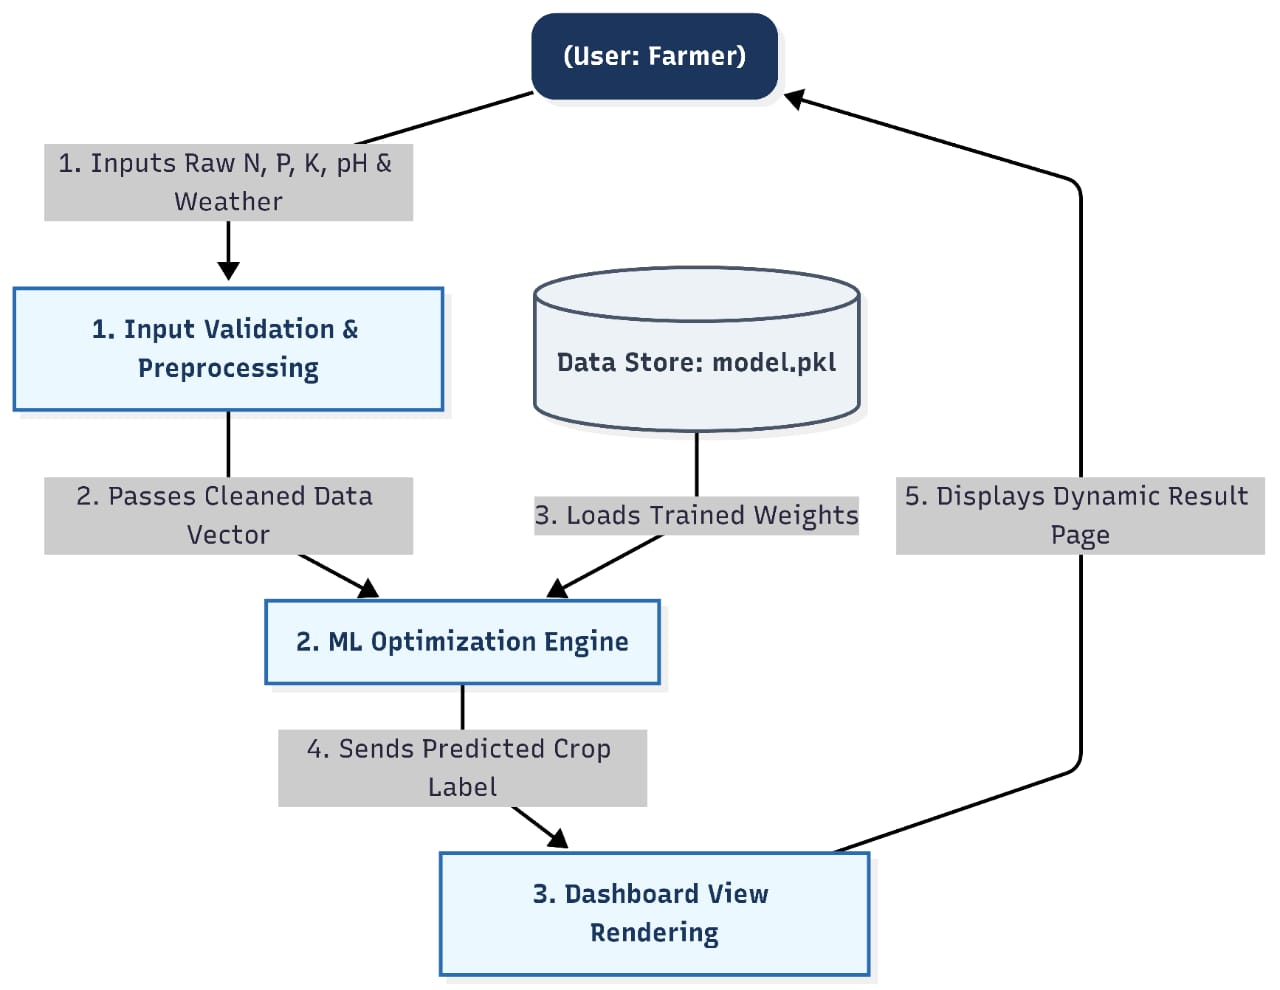 (User: Farmer)
1. Inputs Raw N, P, K, pH &
Weather
1. Input Validation &
Preprocessing
Data Store: model.pkl
2. Passes Cleaned Data
Vector
3. Loads Trained Weights
5. Displays Dynamic Result
Page
2. ML Optimization Engine
4. Sends Predicted Crop
Label
3. Dashboard View
Rendering